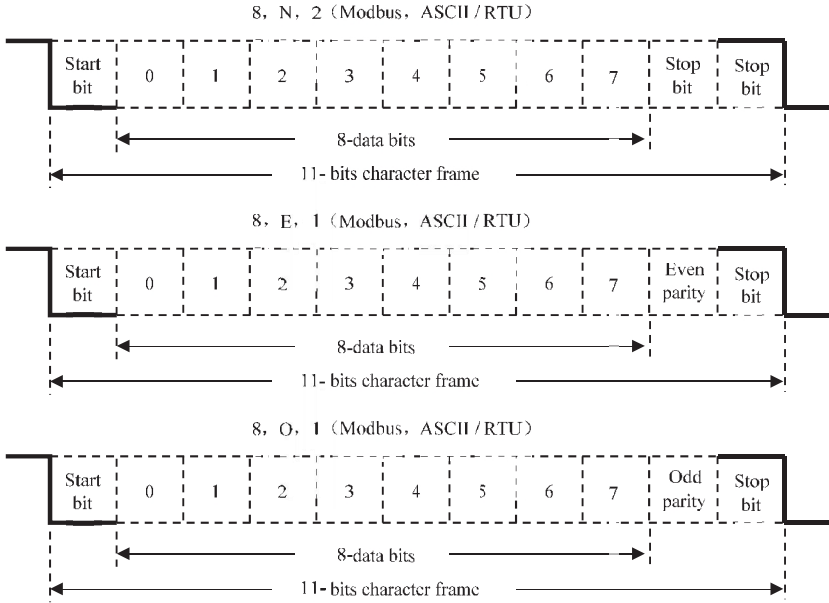 8，N，2（Modbus，ASCII / RTU）
Start bit 0 1 2 3 4 5 6 7 Stop bit Stop bit
8-data bits
11- bits character frame
8，E，1（Modbus，ASCII / RTU）
Start bit 0 1 2 3 4 5 6 7 Even parity Stop bit
8-data bits
11- bits character frame
8，O，1（Modbus，ASCII / RTU）
Start bit 0 1 2 3 4 5 6 7 Odd parity Stop bit
8-data bits
11- bits character frame